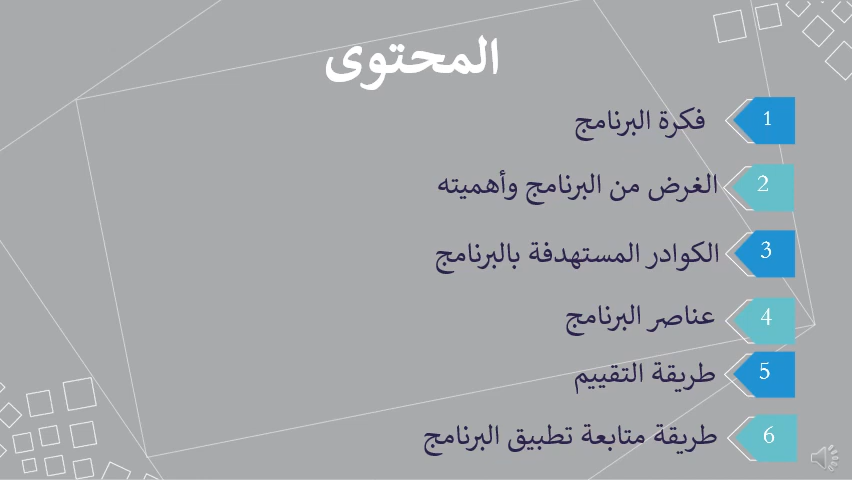 المحتوى
1 فكرة البرنامج
2 الغرض من البرنامج وأهميته
3 الكوادر المستهدفة بالبرنامج
4 عناصر البرنامج
5 طريقة التقييم
6 طريقة متابعة تطبيق البرنامج